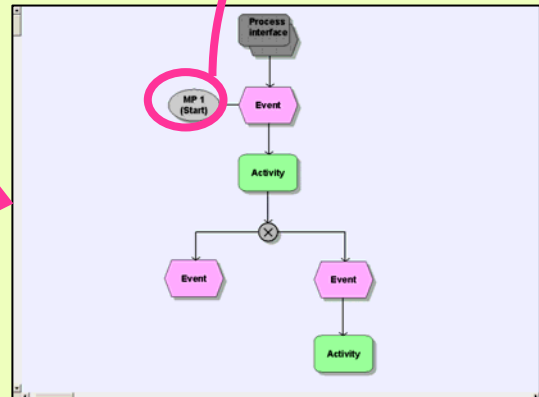 Process
interface
MP 1
(Start)
Event
Activity
Event
Event
Activity